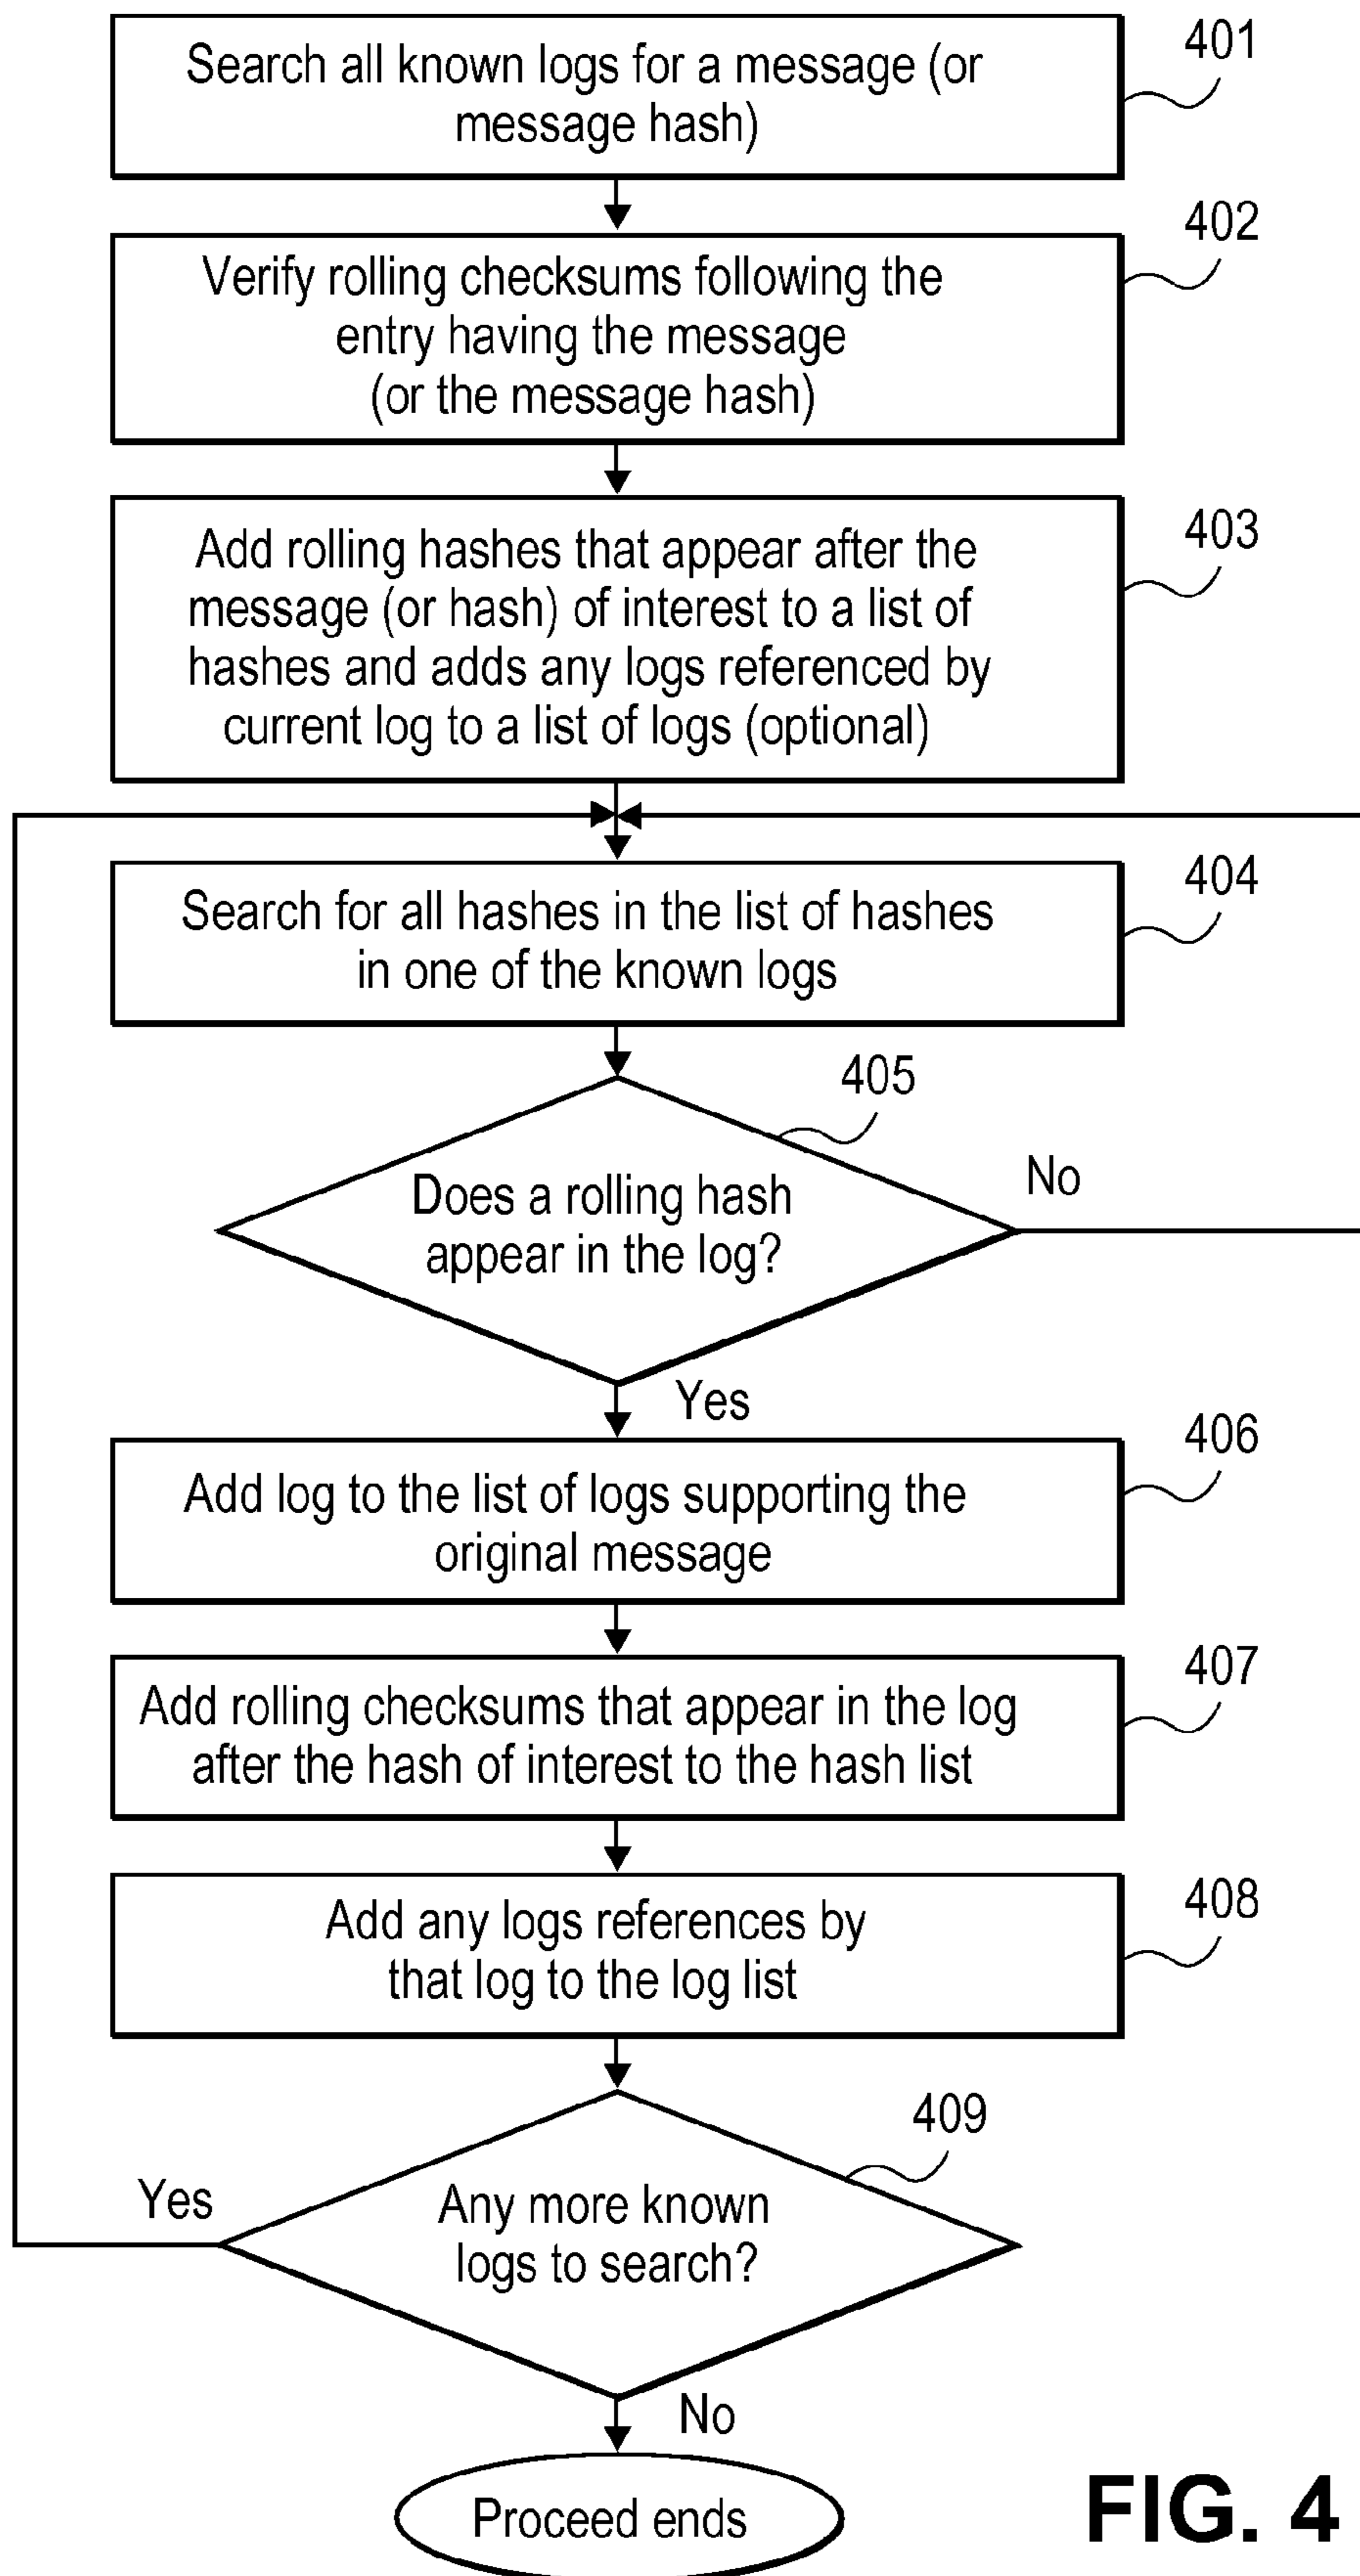 Search all known logs for a message (or
message hash)
401
Verify rolling checksums following the
entry having the message
(or the message hash)
402
Add rolling hashes that appear after the
message (or hash) of interest to a list of
hashes and adds any logs referenced by
current log to a list of logs (optional)
403
Search for all hashes in the list of hashes
in one of the known logs
404
405
Does a rolling hash
appear in the log?
No
Yes
Add log to the list of logs supporting the
original message
406
Add rolling checksums that appear in the log
after the hash of interest to the hash list
407
Add any logs references by
that log to the log list
408
409
Any more known
logs to search?
Yes
No
Proceed ends
FIG. 4